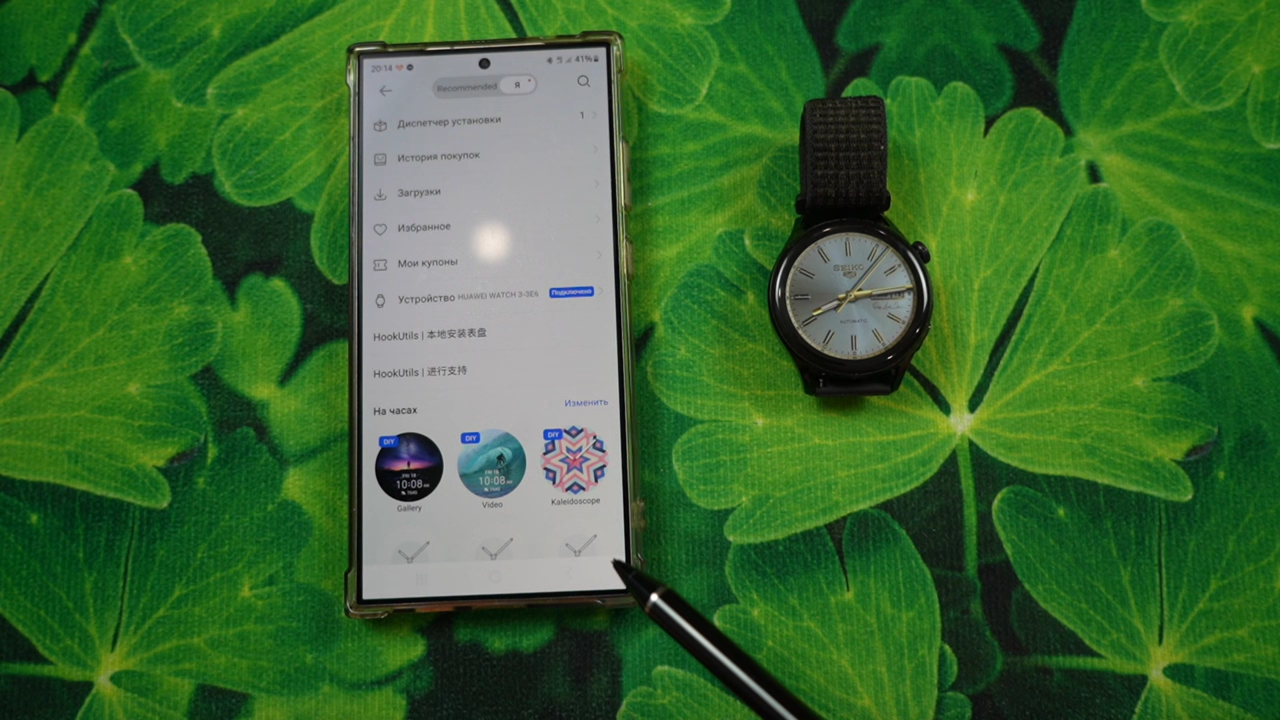 20:14
41%
Recommended
Я
Диспетчер установки 1
История покупок
Загрузки
Избранное
Мои купоны
Устройство HUAWEI WATCH 3-3E6 Подключено
HookUtils | 本地安装表盘
HookUtils | 进行支持
На часах Изменить
DIY DIY DIY
10:08 10:08
Gallery Video Kaleidoscope
SEIKO
5
AUTOMATIC